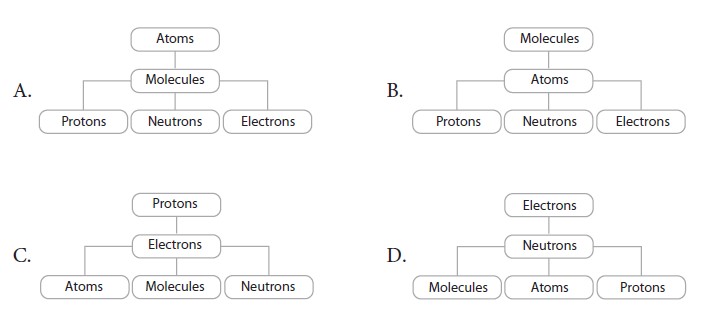 Atoms Molecules
A. Molecules B. Atoms
Protons Neutrons Electrons Protons Neutrons Electrons
Protons Electrons
C. Electrons D. Neutrons
Atoms Molecules Neutrons Molecules Atoms Protons